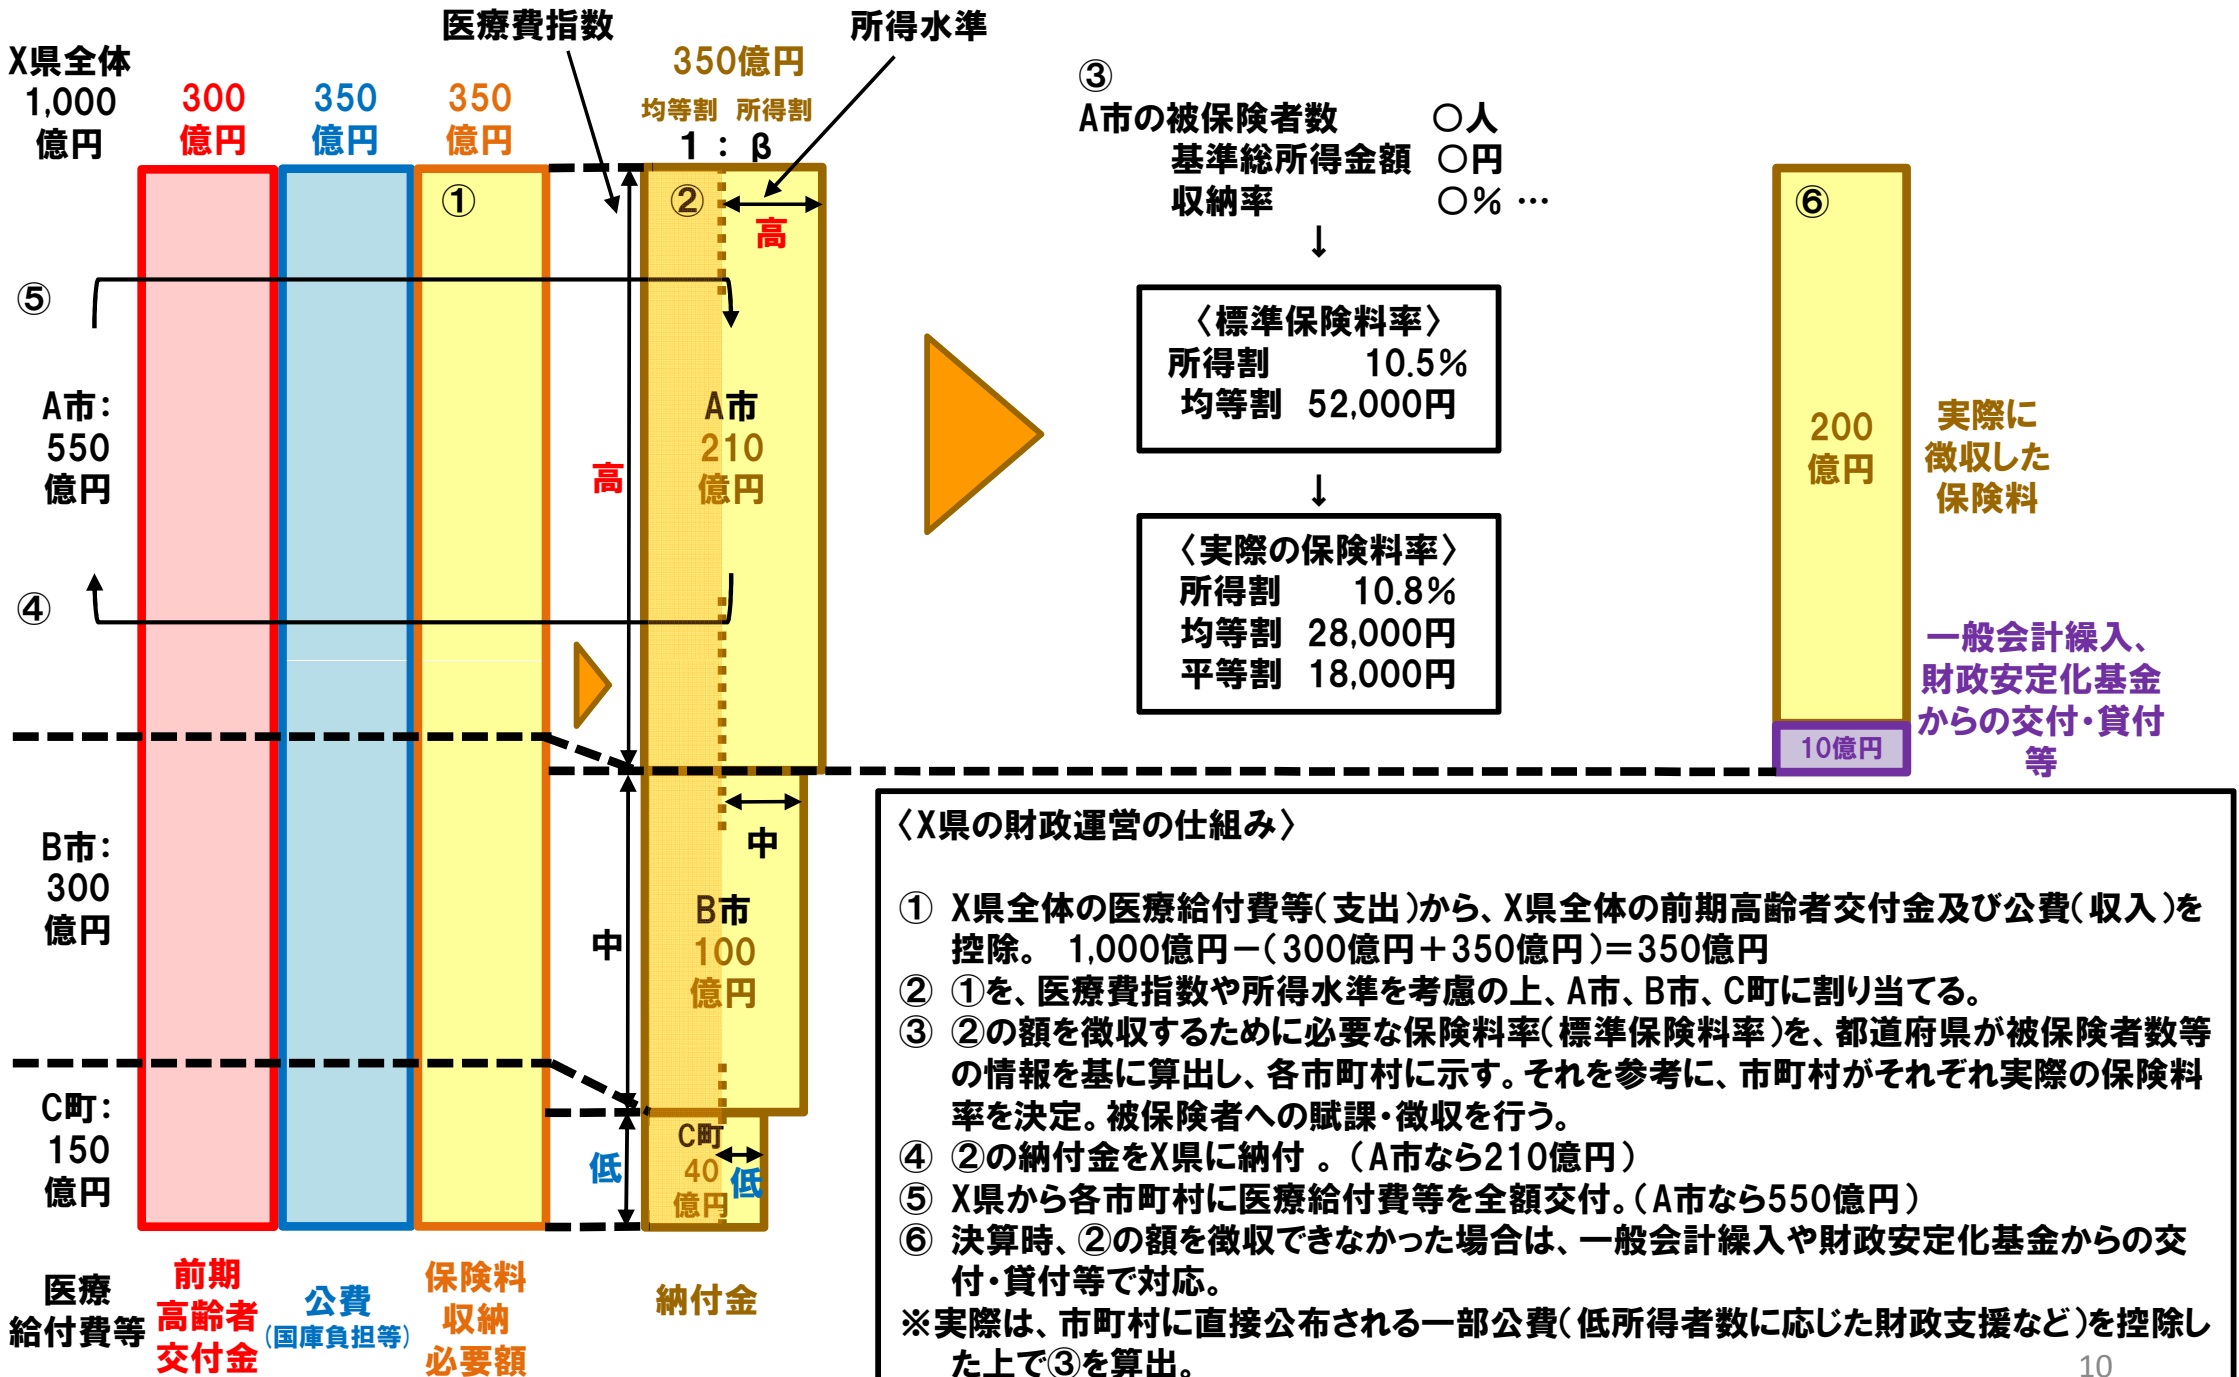 医療費指数
所得水準
X県全体
1,000
億円
300
億円
350
億円
350
億円
350億円
均等割 所得割
1 : β
①
②
高
③
A市の被保険者数 ○人
基準総所得金額 ○円
収納率 ○% …
↓
〈標準保険料率〉
所得割 10.5%
均等割 52,000円
↓
〈実際の保険料率〉
所得割 10.8%
均等割 28,000円
平等割 18,000円
⑥
200
億円
実際に
徴収した
保険料
10億円
一般会計繰入、
財政安定化基金
からの交付・貸付
等
⑤
A市:
550
億円
④
高
A市
210
億円
B市:
300
億円
中
中
B市
100
億円
C町:
150
億円
低
C町
40
億円
低
医療
給付費等
前期
高齢者
交付金
公費
(国庫負担等)
保険料
収納
必要額
納付金
〈X県の財政運営の仕組み〉
① X県全体の医療給付費等(支出)から、X県全体の前期高齢者交付金及び公費(収入)を
控除。 1,000億円-(300億円+350億円)=350億円
② ①を、医療費指数や所得水準を考慮の上、A市、B市、C町に割り当てる。
③ ②の額を徴収するために必要な保険料率(標準保険料率)を、都道府県が被保険者数等
の情報を基に算出し、各市町村に示す。それを参考に、市町村がそれぞれ実際の保険料
率を決定。被保険者への賦課・徴収を行う。
④ ②の納付金をX県に納付 。(A市なら210億円)
⑤ X県から各市町村に医療給付費等を全額交付。(A市なら550億円)
⑥ 決算時、②の額を徴収できなかった場合は、一般会計繰入や財政安定化基金からの交
付・貸付等で対応。
※実際は、市町村に直接公布される一部公費(低所得者数に応じた財政支援など)を控除し
た上で③を算出。
10